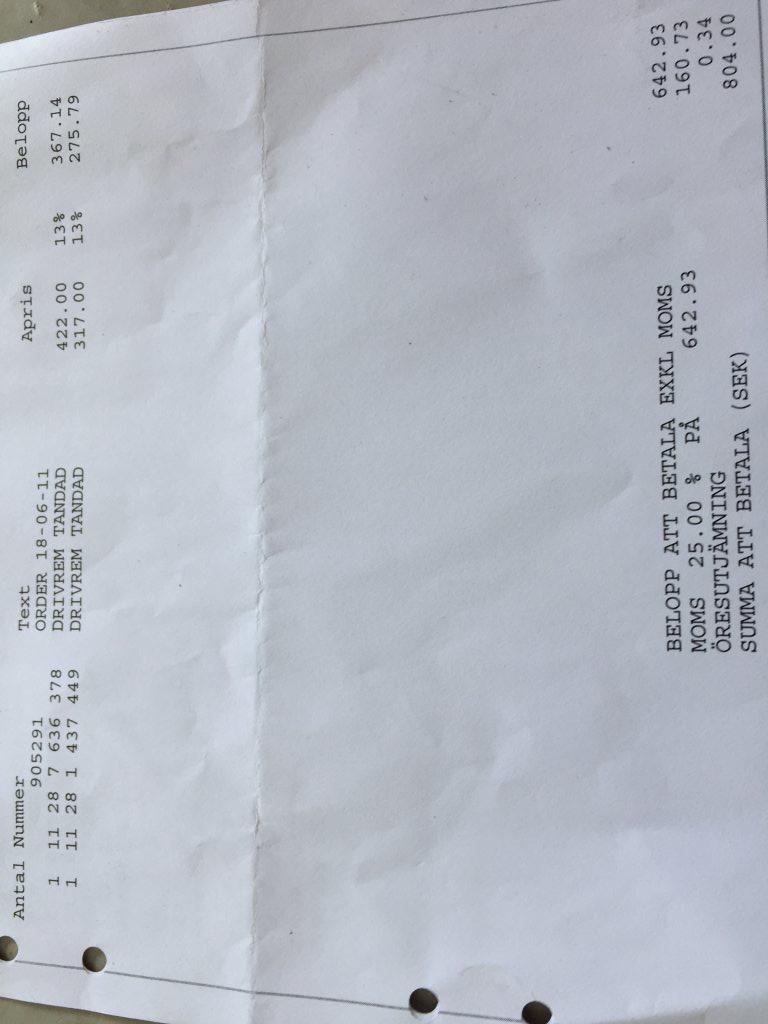 Antal Nummer Text Apris Belopp
905291 ORDER 18-06-11
1 11 28 7 636 378 DRIVREM TANDAD 422.00 13% 367.14
1 11 28 1 437 449 DRIVREM TANDAD 317.00 13% 275.79
BELOPP ATT BETALA EXKL MOMS 642.93
MOMS 25.00 % PÅ 642.93 160.73
ÖRESUTJÄMNING 0.34
SUMMA ATT BETALA (SEK) 804.00